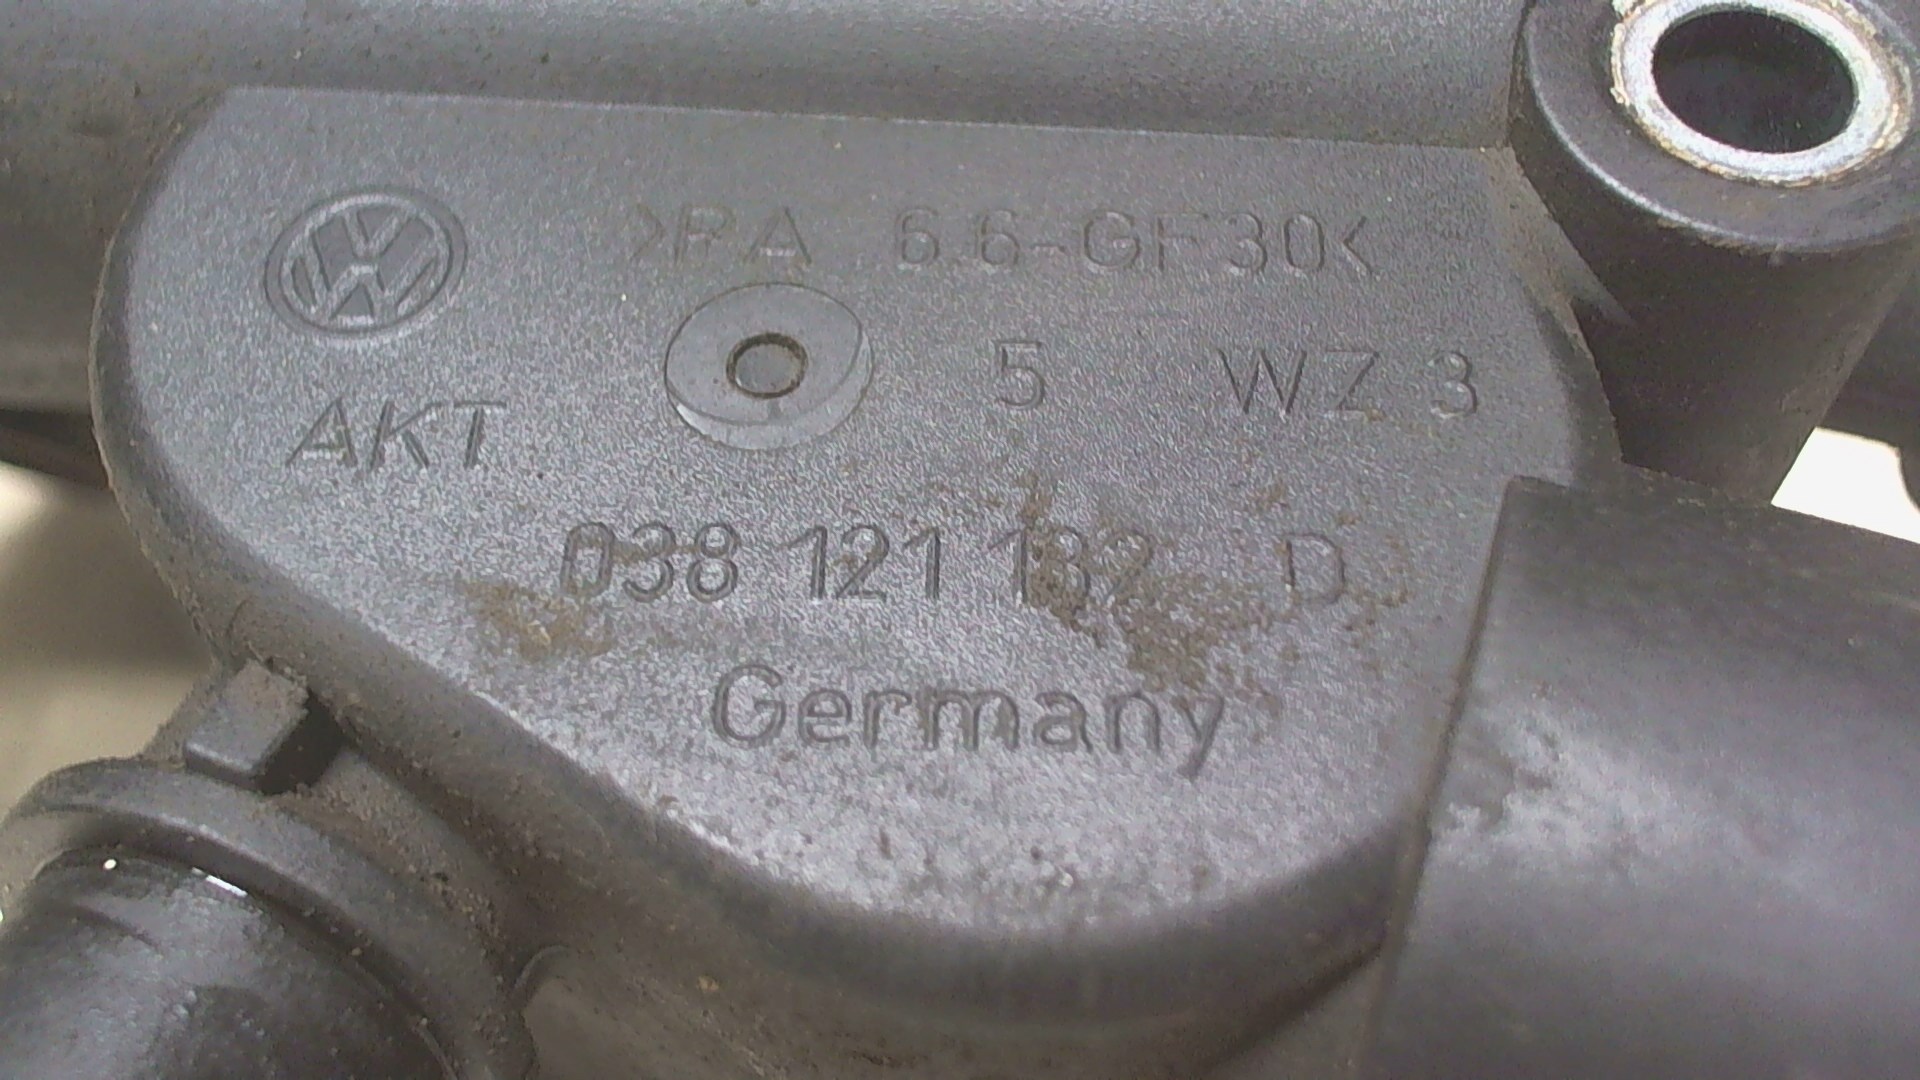 >PA 6.6-GF30<
5 WZ 3
AKT
038 121 132 D
Germany